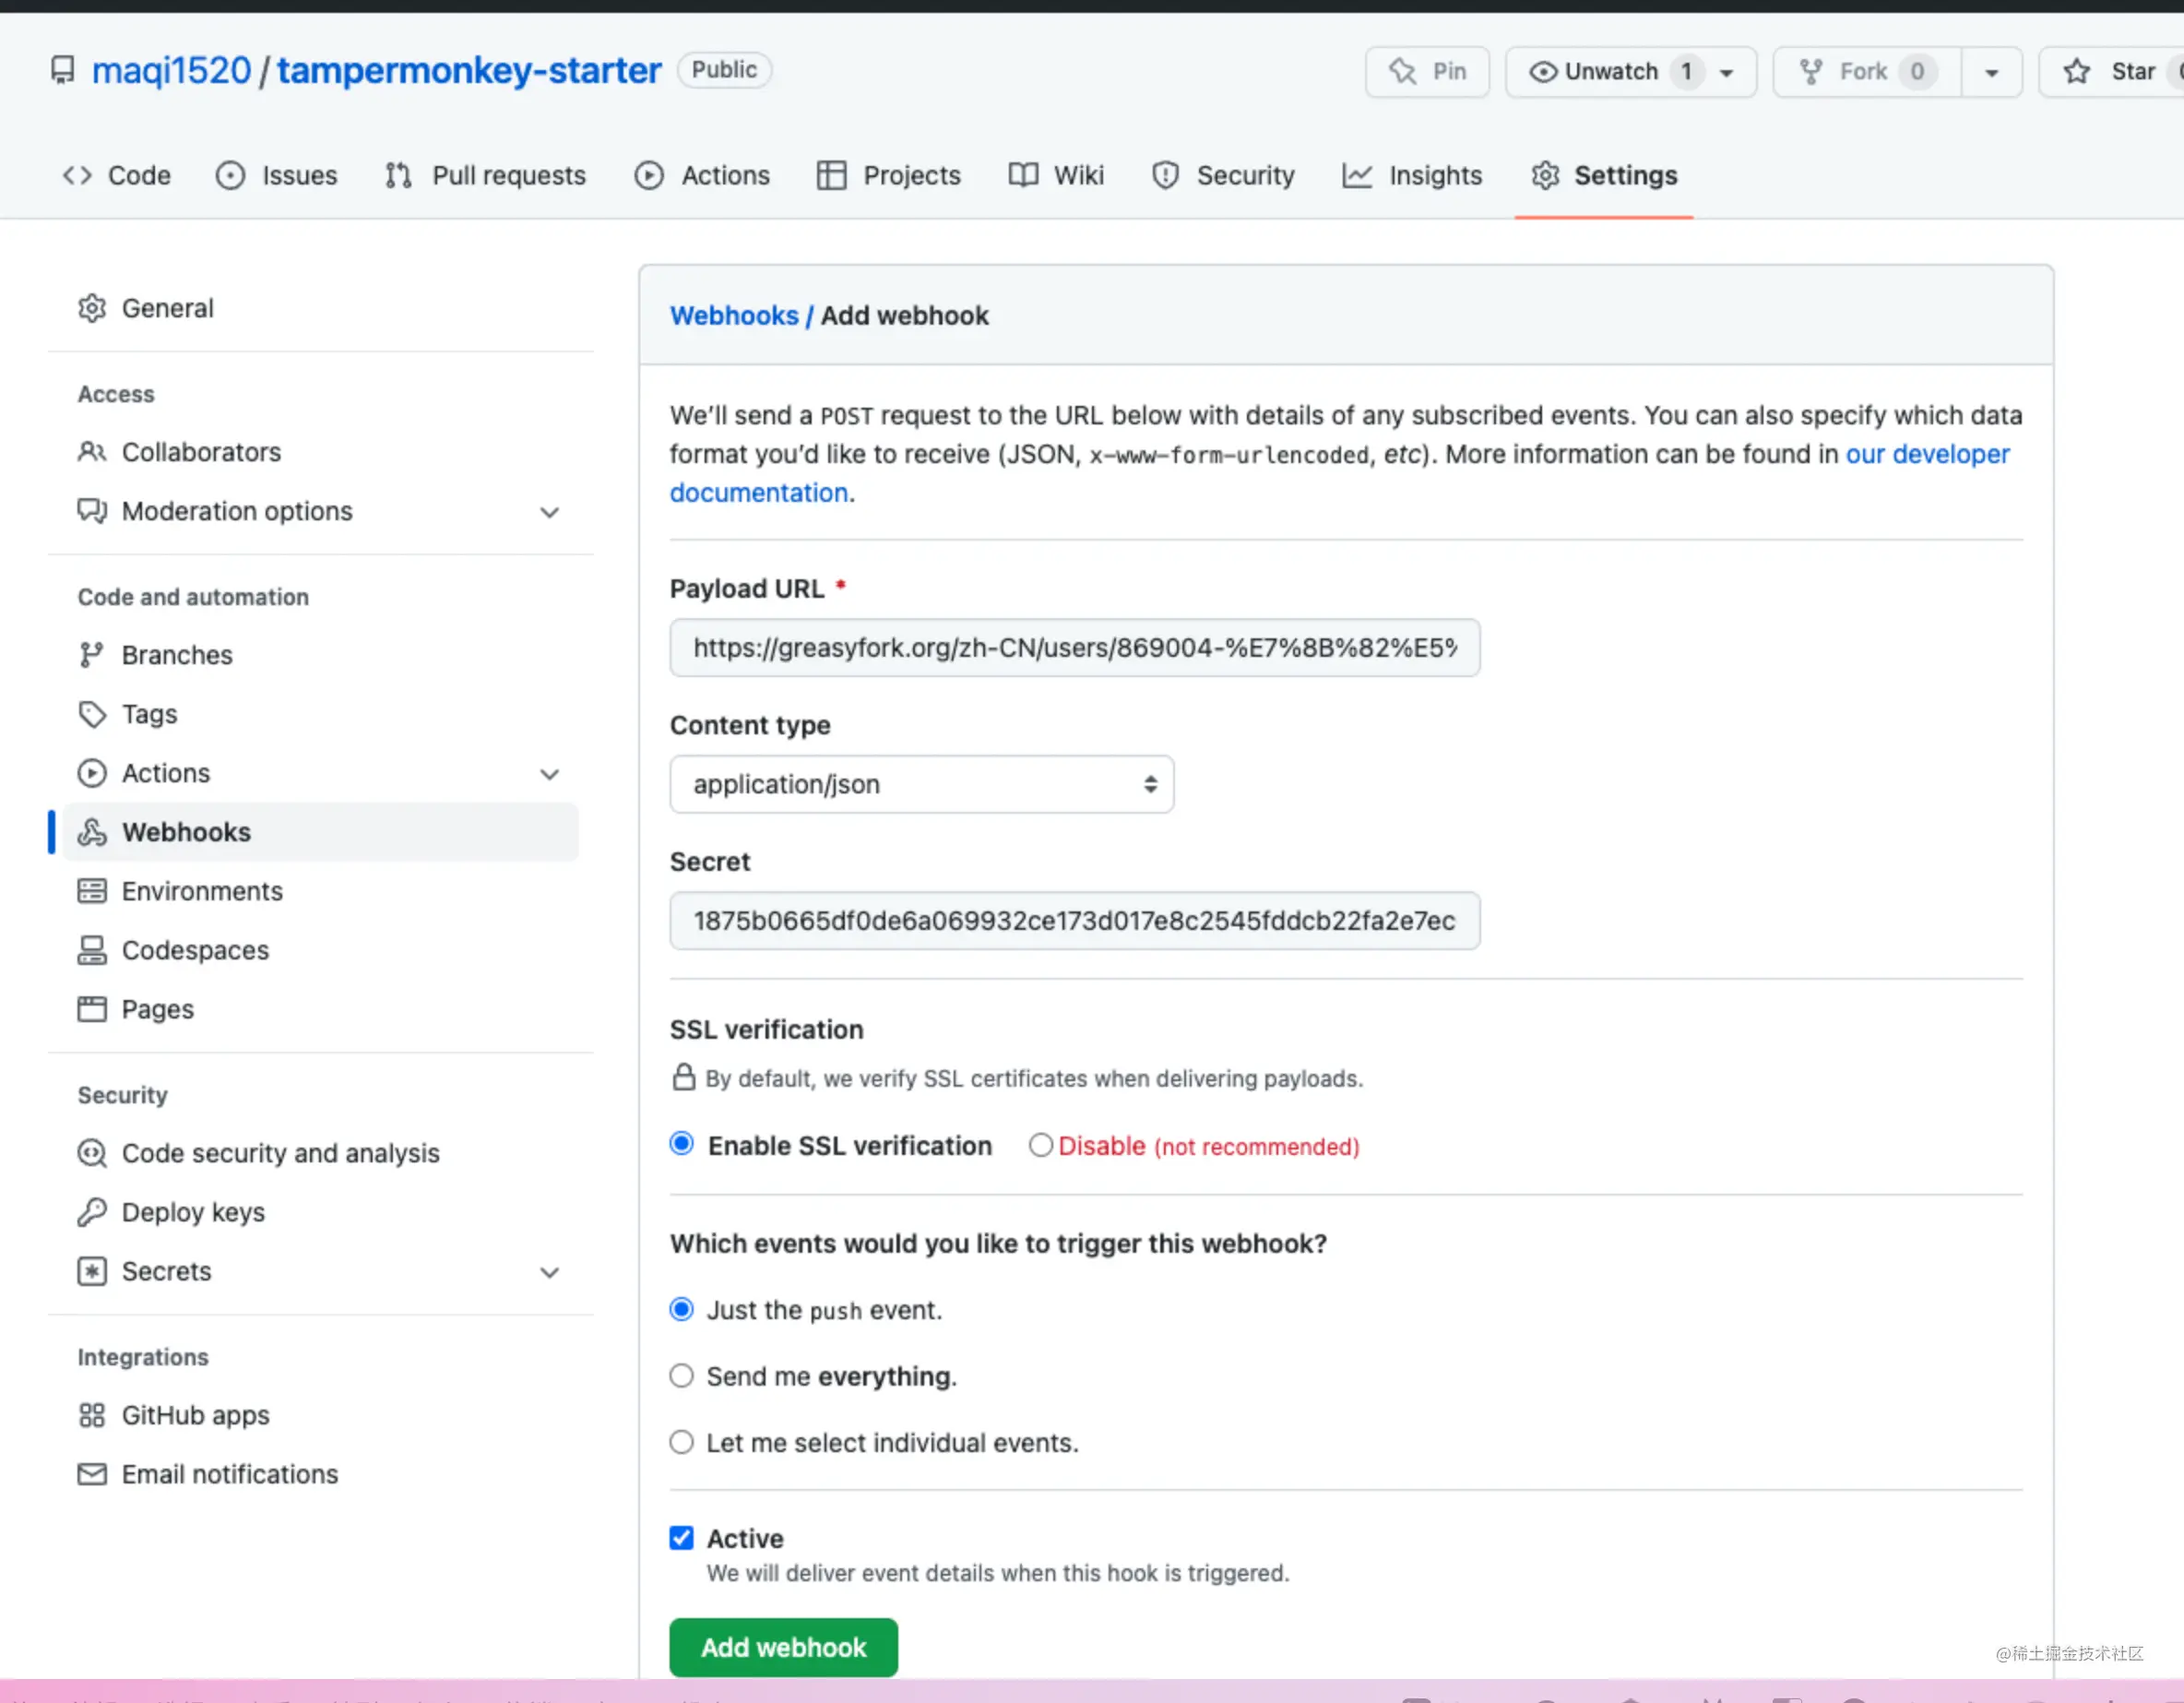 maqi1520 / tampermonkey-starter Public
Pin Unwatch 1 Fork 0 Star
Code Issues Pull requests Actions Projects Wiki Security Insights Settings
General
Access
Collaborators
Moderation options
Code and automation
Branches
Tags
Actions
Webhooks
Environments
Codespaces
Pages
Security
Code security and analysis
Deploy keys
Secrets
Integrations
GitHub apps
Email notifications
Webhooks / Add webhook
We’ll send a POST request to the URL below with details of any subscribed events. You can also specify which data
format you’d like to receive (JSON, x-www-form-urlencoded, etc). More information can be found in our developer
documentation.
Payload URL *
https://greasyfork.org/zh-CN/users/869004-%E7%8B%82%E5%
Content type
application/json
Secret
1875b0665df0de6a069932ce173d017e8c2545fddcb22fa2e7ec
SSL verification
By default, we verify SSL certificates when delivering payloads.
Enable SSL verification Disable (not recommended)
Which events would you like to trigger this webhook?
Just the push event.
Send me everything.
Let me select individual events.
Active
We will deliver event details when this hook is triggered.
Add webhook
@稀土掘金技术社区